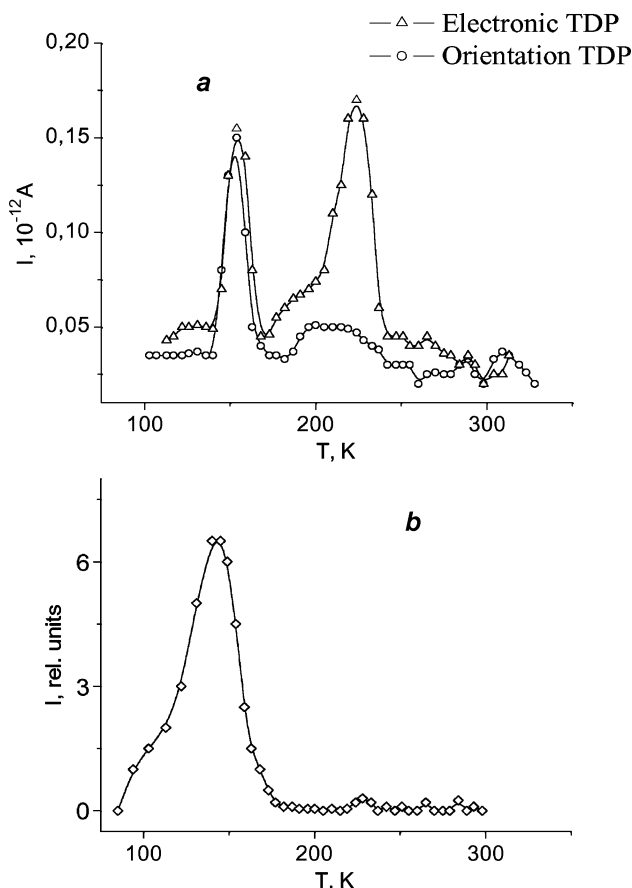 Electronic TDP
Orientation TDP
0,20
a
0,15
0,10
0,05
I, 10⁻¹²A
100
200
300
T, K
b
6
3
0
I, rel. units
100
200
300
T, K